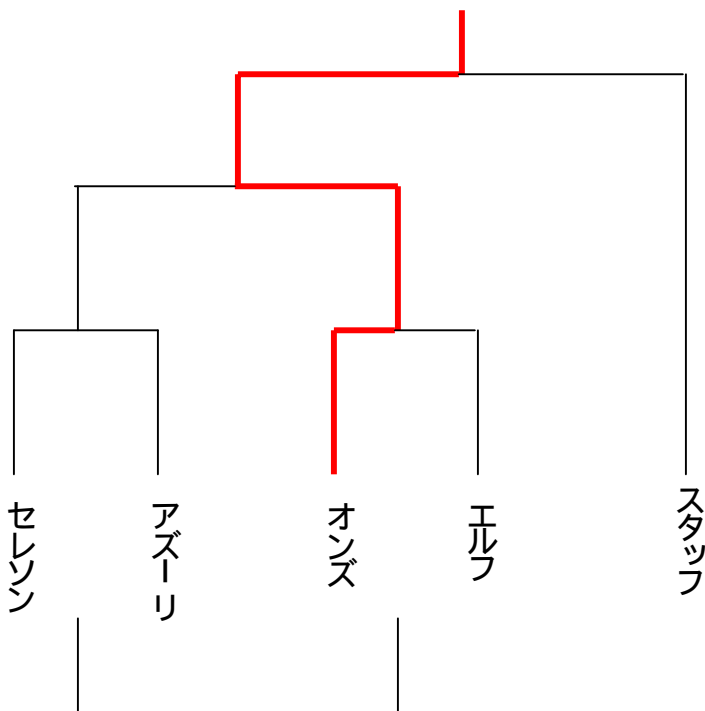 セレソン
アズーリ
オンズ
エルフ
スタッフ